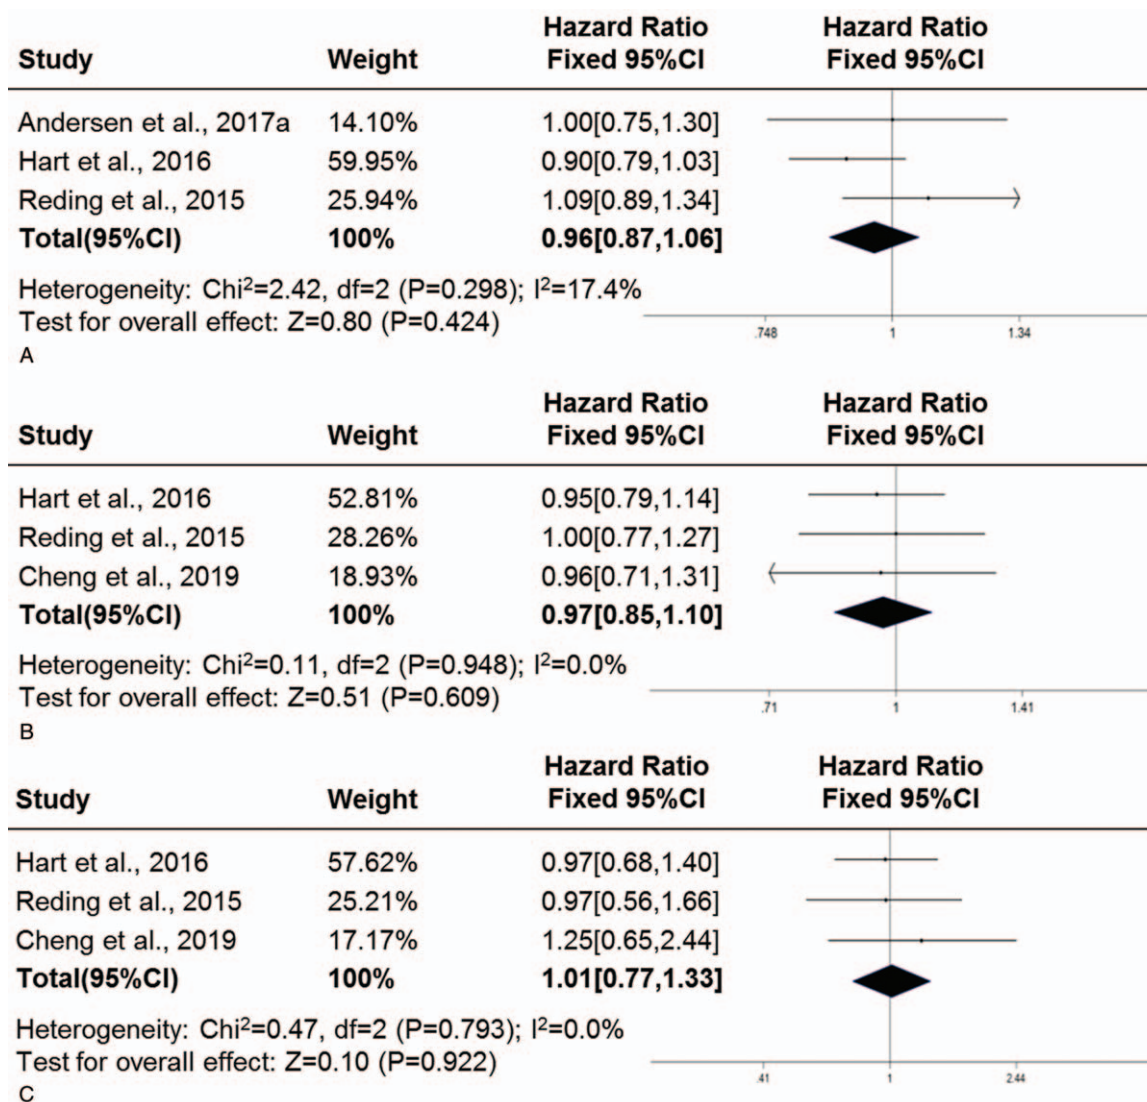 Study Weight Hazard Ratio Fixed 95%CI Hazard Ratio Fixed 95%CI
Andersen et al., 2017a 14.10% 1.00[0.75,1.30]
Hart et al., 2016 59.95% 0.90[0.79,1.03]
Reding et al., 2015 25.94% 1.09[0.89,1.34]
Total(95%CI) 100% 0.96[0.87,1.06]
Heterogeneity: Chi²=2.42, df=2 (P=0.298); I²=17.4%
Test for overall effect: Z=0.80 (P=0.424)
.748 1 1.34
A
Study Weight Hazard Ratio Fixed 95%CI Hazard Ratio Fixed 95%CI
Hart et al., 2016 52.81% 0.95[0.79,1.14]
Reding et al., 2015 28.26% 1.00[0.77,1.27]
Cheng et al., 2019 18.93% 0.96[0.71,1.31]
Total(95%CI) 100% 0.97[0.85,1.10]
Heterogeneity: Chi²=0.11, df=2 (P=0.948); I²=0.0%
Test for overall effect: Z=0.51 (P=0.609)
.71 1 1.41
B
Study Weight Hazard Ratio Fixed 95%CI Hazard Ratio Fixed 95%CI
Hart et al., 2016 57.62% 0.97[0.68,1.40]
Reding et al., 2015 25.21% 0.97[0.56,1.66]
Cheng et al., 2019 17.17% 1.25[0.65,2.44]
Total(95%CI) 100% 1.01[0.77,1.33]
Heterogeneity: Chi²=0.47, df=2 (P=0.793); I²=0.0%
Test for overall effect: Z=0.10 (P=0.922)
.41 1 2.44
C